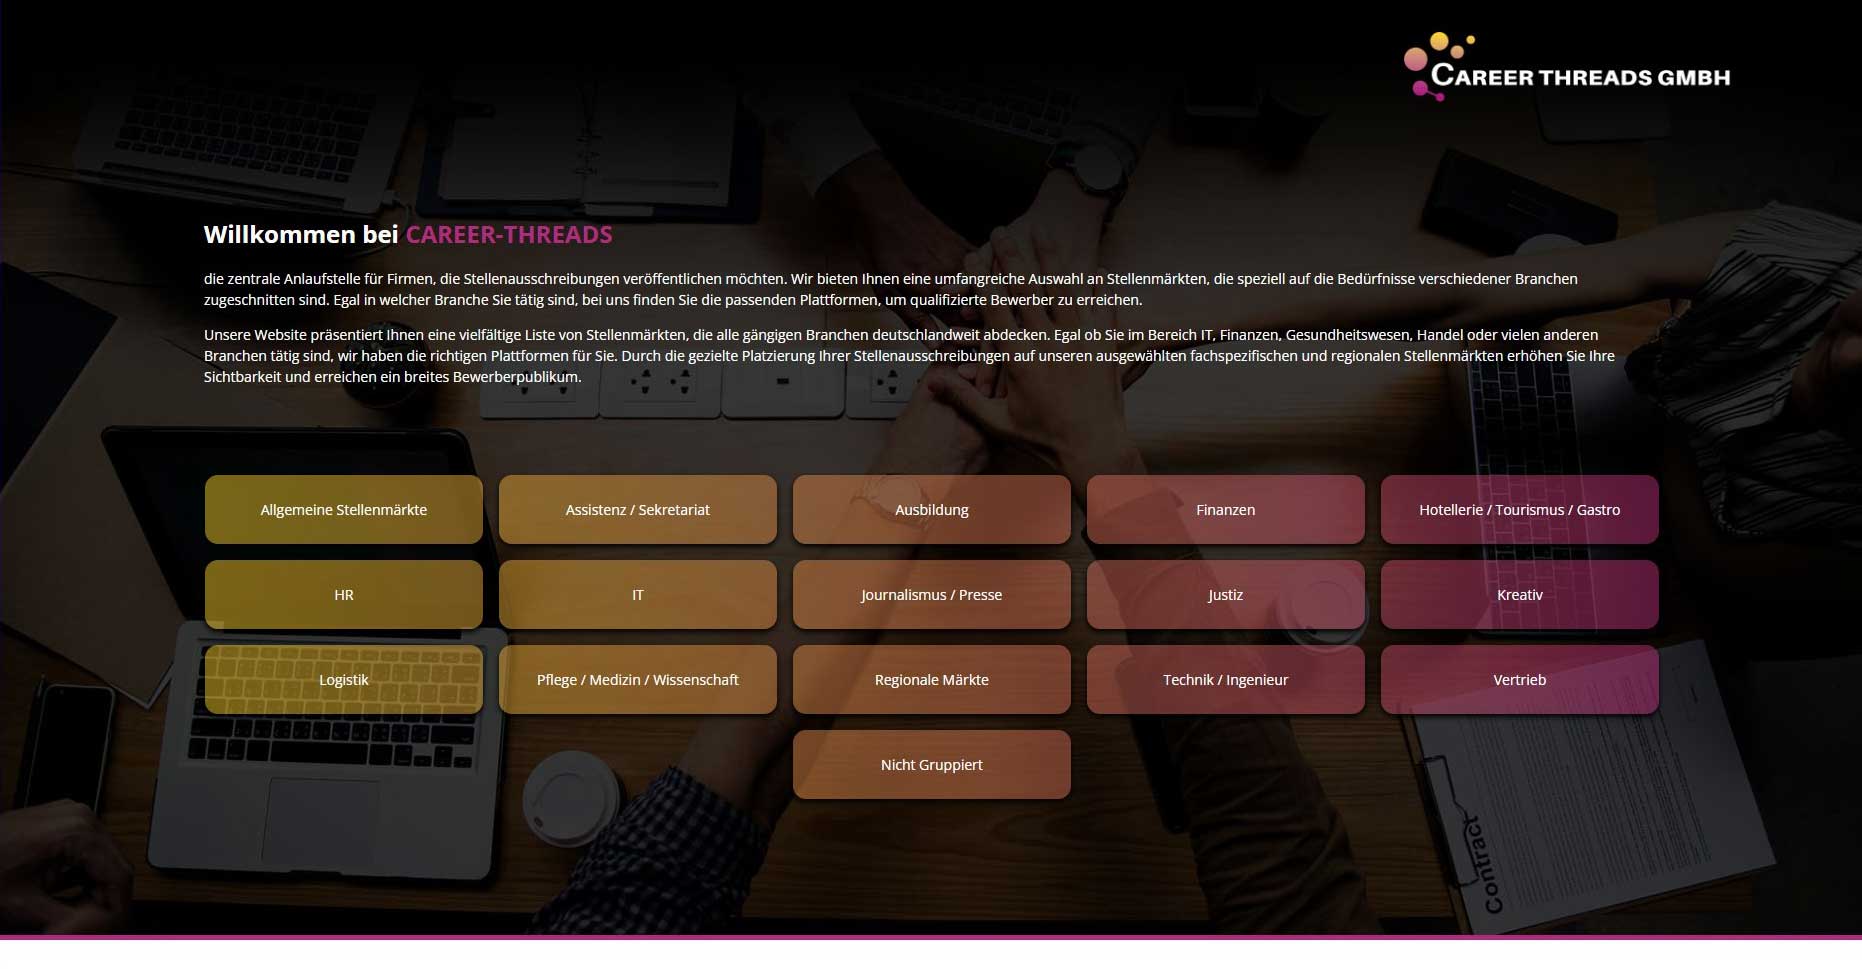 CAREER THREADS GMBH
Willkommen bei CAREER-THREADS
die zentrale Anlaufstelle für Firmen, die Stellenausschreibungen veröffentlichen möchten. Wir bieten Ihnen eine umfangreiche Auswahl an Stellenmärkten, die speziell auf die Bedürfnisse verschiedener Branchen
zugeschnitten sind. Egal in welcher Branche Sie tätig sind, bei uns finden Sie die passenden Plattformen, um qualifizierte Bewerber zu erreichen.
Unsere Website präsentiert Ihnen eine vielfältige Liste von Stellenmärkten, die alle gängigen Branchen deutschlandweit abdecken. Egal ob Sie im Bereich IT, Finanzen, Gesundheitswesen, Handel oder vielen anderen
Branchen tätig sind, wir haben die richtigen Plattformen für Sie. Durch die gezielte Platzierung Ihrer Stellenausschreibungen auf unseren ausgewählten fachspezifischen und regionalen Stellenmärkten erhöhen Sie Ihre
Sichtbarkeit und erreichen ein breites Bewerberpublikum.
Allgemeine Stellenmärkte
Assistenz / Sekretariat
Ausbildung
Finanzen
Hotellerie / Tourismus / Gastro
HR
IT
Journalismus / Presse
Justiz
Kreativ
Logistik
Pflege / Medizin / Wissenschaft
Regionale Märkte
Technik / Ingenieur
Vertrieb
Nicht Gruppiert
Contract